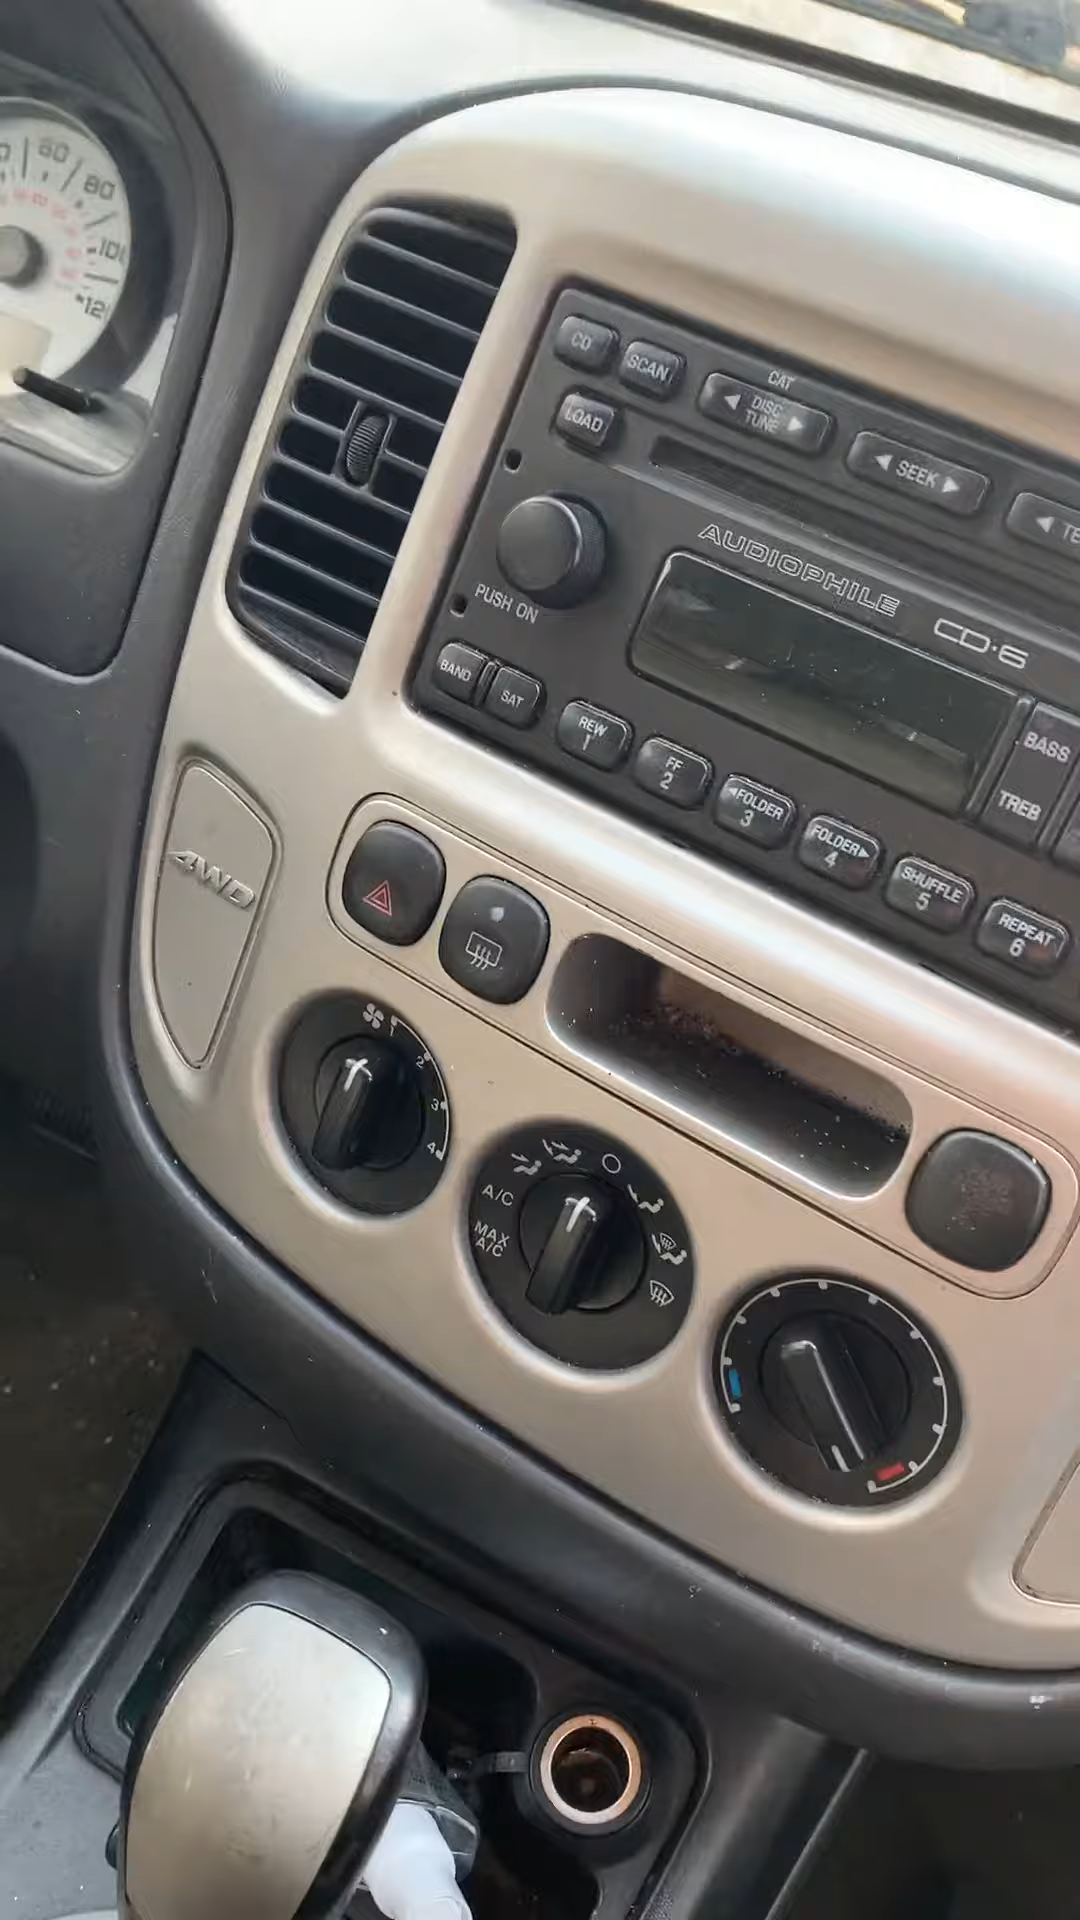 60
80
100
120
CD
SCAN
CAT
DISC
TUNE
SEEK
LOAD
AUDIOPHILE
CD·6
PUSH ON
BAND
SAT
BASS
TREB
REW
1
FF
2
FOLDER
3
FOLDER
4
SHUFFLE
5
REPEAT
6
4WD
1
2
3
4
A/C
MAX
A/C